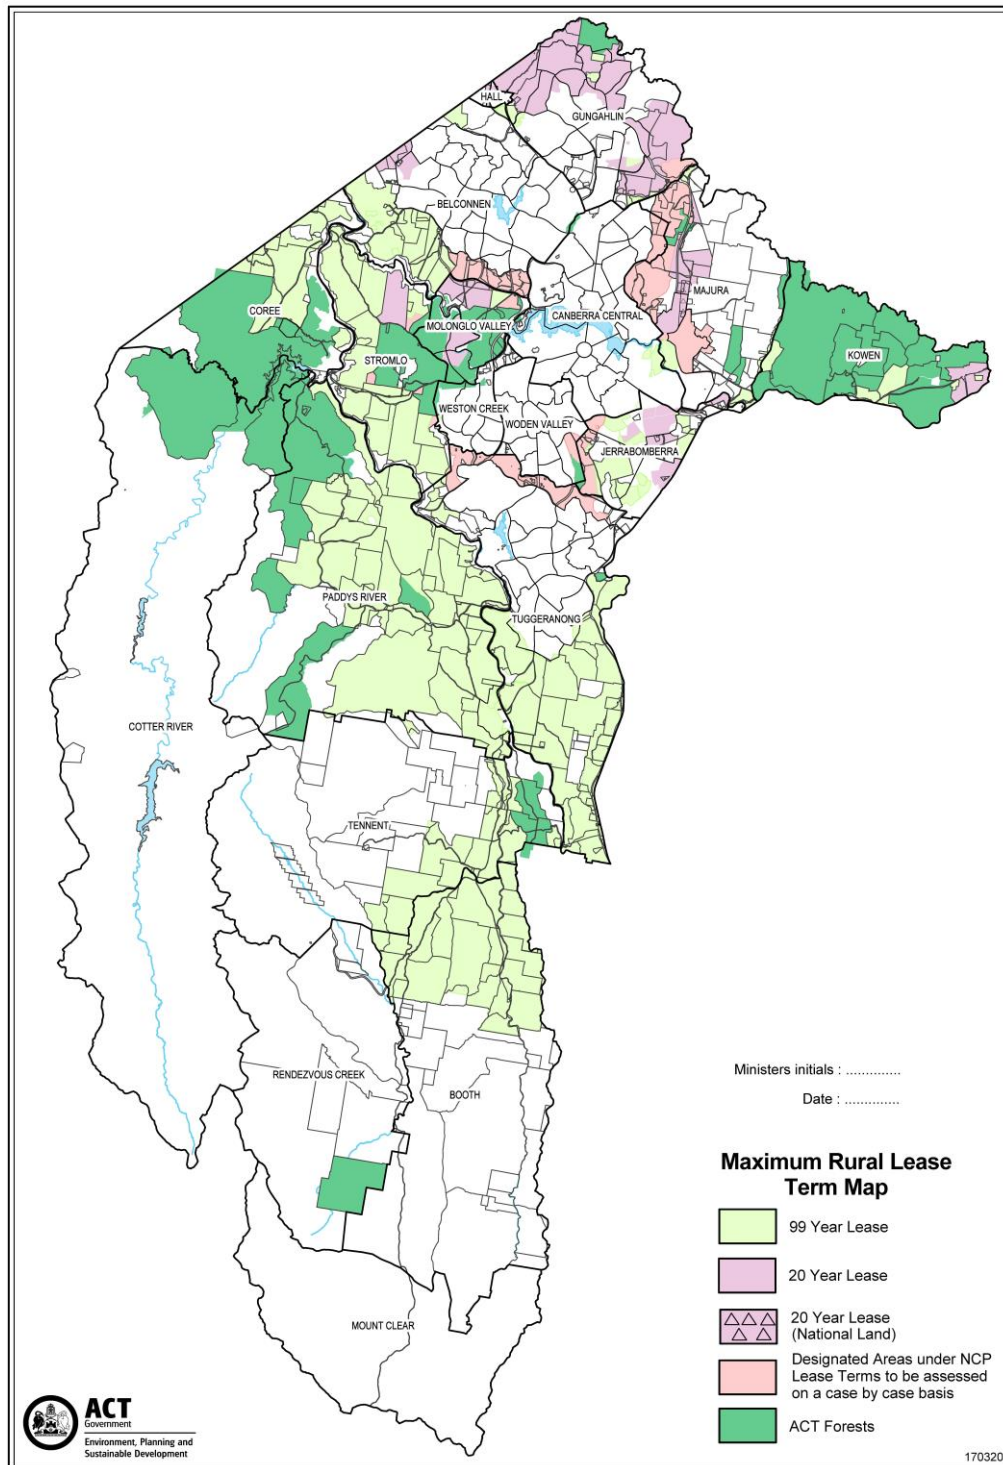 HALL
GUNGAHLIN
BELCONNEN
MAJURA
COREE
CANBERRA CENTRAL
MOLONGLO VALLEY
KOWEN
STROMLO
WESTON CREEK
WODEN VALLEY
JERRABOMBERRA
PADDYS RIVER
TUGGERANONG
COTTER RIVER
TENNENT
RENDEZVOUS CREEK
BOOTH
MOUNT CLEAR
Ministers initials : ..............
Date : ..............
Maximum Rural Lease
Term Map
99 Year Lease
20 Year Lease
20 Year Lease
(National Land)
Designated Areas under NCP
Lease Terms to be assessed
on a case by case basis
ACT Forests
ACT
Government
Environment, Planning and
Sustainable Development
170320